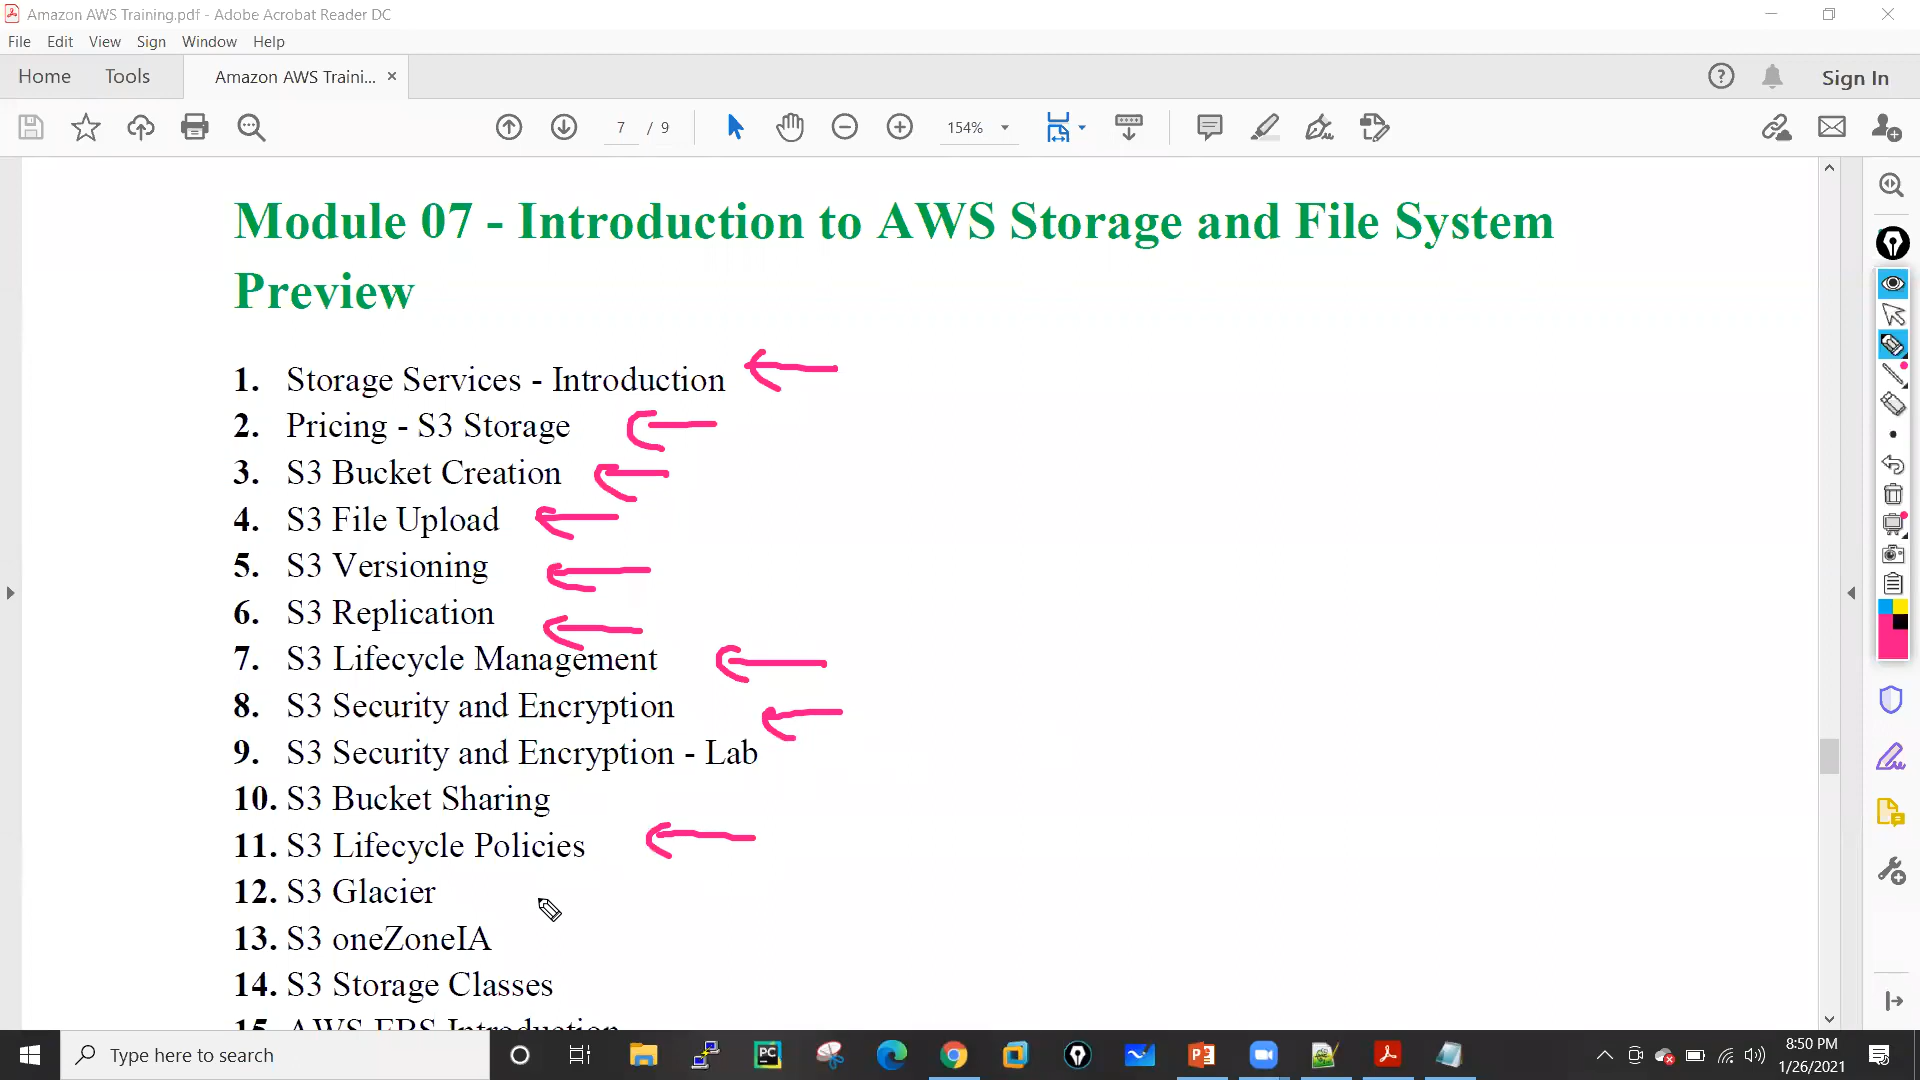 Amazon AWS Training.pdf - Adobe Acrobat Reader DC
File Edit View Sign Window Help
Home Tools Amazon AWS Traini... × Sign In
7 / 9 154%
Module 07 - Introduction to AWS Storage and File System
Preview
1. Storage Services - Introduction
2. Pricing - S3 Storage
3. S3 Bucket Creation
4. S3 File Upload
5. S3 Versioning
6. S3 Replication
7. S3 Lifecycle Management
8. S3 Security and Encryption
9. S3 Security and Encryption - Lab
10. S3 Bucket Sharing
11. S3 Lifecycle Policies
12. S3 Glacier
13. S3 oneZoneIA
14. S3 Storage Classes
15. AWS EBS Introduction
Type here to search
8:50 PM
1/26/2021